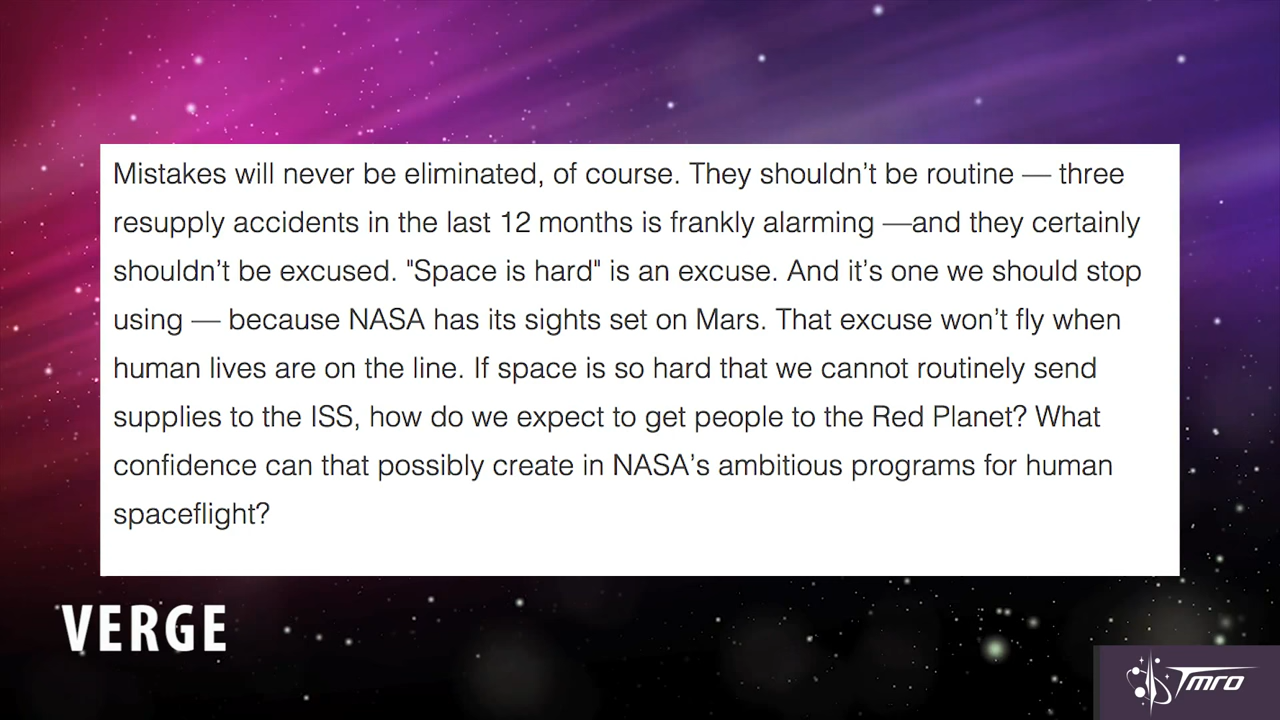 Mistakes will never be eliminated, of course. They shouldn’t be routine — three
resupply accidents in the last 12 months is frankly alarming —and they certainly
shouldn’t be excused. "Space is hard" is an excuse. And it’s one we should stop
using — because NASA has its sights set on Mars. That excuse won’t fly when
human lives are on the line. If space is so hard that we cannot routinely send
supplies to the ISS, how do we expect to get people to the Red Planet? What
confidence can that possibly create in NASA’s ambitious programs for human
spaceflight?
VERGE
Tmro